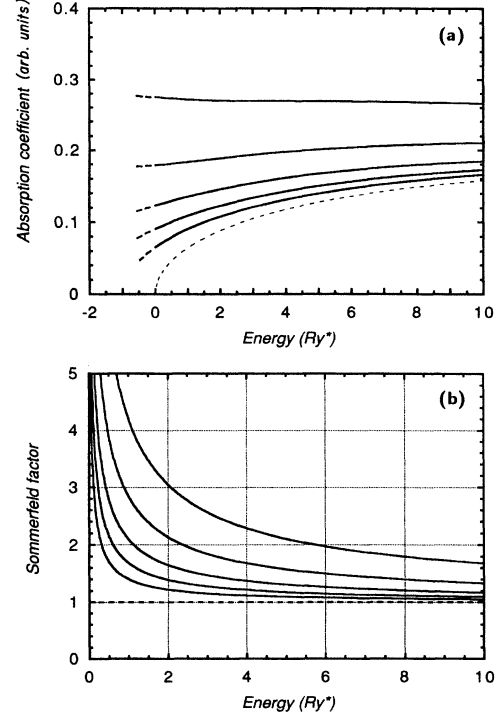 0.4
(a)
0.3
0.2
0.1
0
Absorption coefficient (arb. units)
-2 0 2 4 6 8 10
Energy (Ry*)
5
(b)
4
3
2
1
0
Sommerfeld factor
0 2 4 6 8 10
Energy (Ry*)